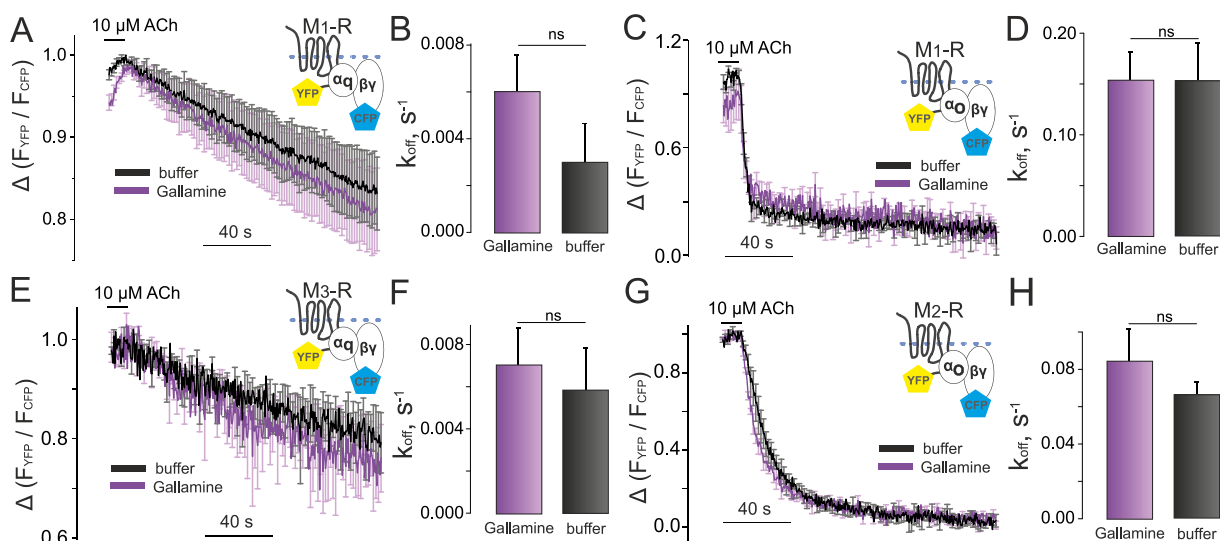 A
10 µM ACh
M1-R
αq
βγ
YFP
CFP
Δ (FYFP / FCFP)
1.0
0.9
0.8
buffer
Gallamine
40 s
B
ns
koff, s-1
0.008
0.004
0.000
Gallamine
buffer
C
10 µM ACh
M1-R
αo
βγ
YFP
CFP
Δ (FYFP / FCFP)
1.2
0.6
0.0
buffer
Gallamine
40 s
D
ns
koff, s-1
0.20
0.10
0.00
Gallamine
buffer
E
10 µM ACh
M3-R
αq
βγ
YFP
CFP
Δ (FYFP / FCFP)
1.0
0.8
0.6
buffer
Gallamine
40 s
F
ns
koff, s-1
0.008
0.004
0.000
Gallamine
buffer
G
10 µM ACh
M2-R
αo
βγ
YFP
CFP
Δ (FYFP / FCFP)
0.8
0.4
0.0
buffer
Gallamine
40 s
H
ns
koff, s-1
0.08
0.04
0.00
Gallamine
buffer